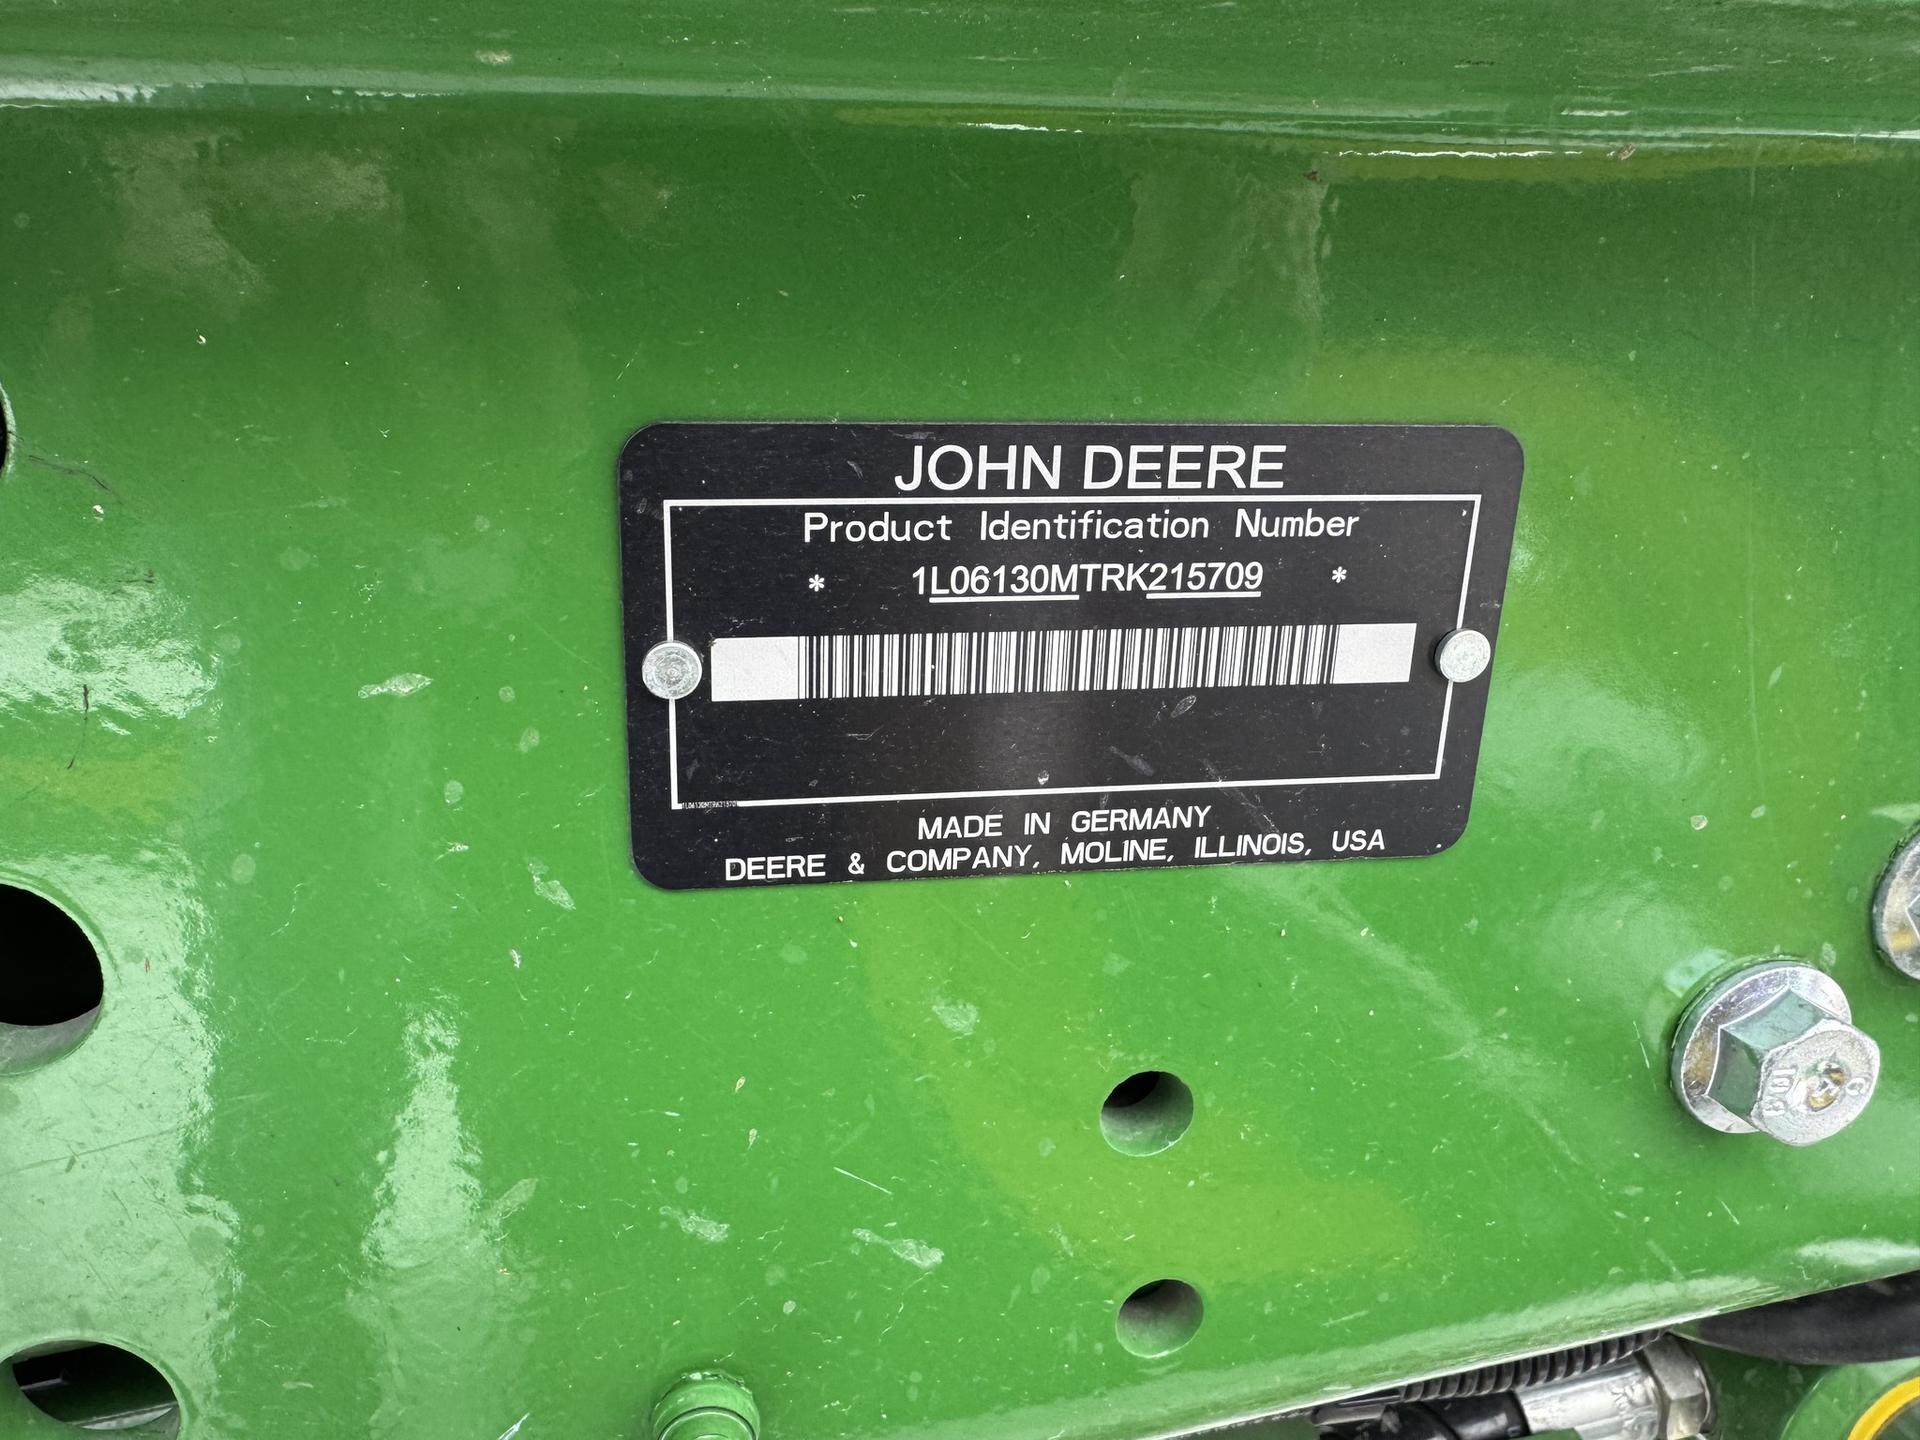 JOHN DEERE
Product Identification Number
* 1L06130MTRK215709 *
MADE IN GERMANY
DEERE & COMPANY, MOLINE, ILLINOIS, USA